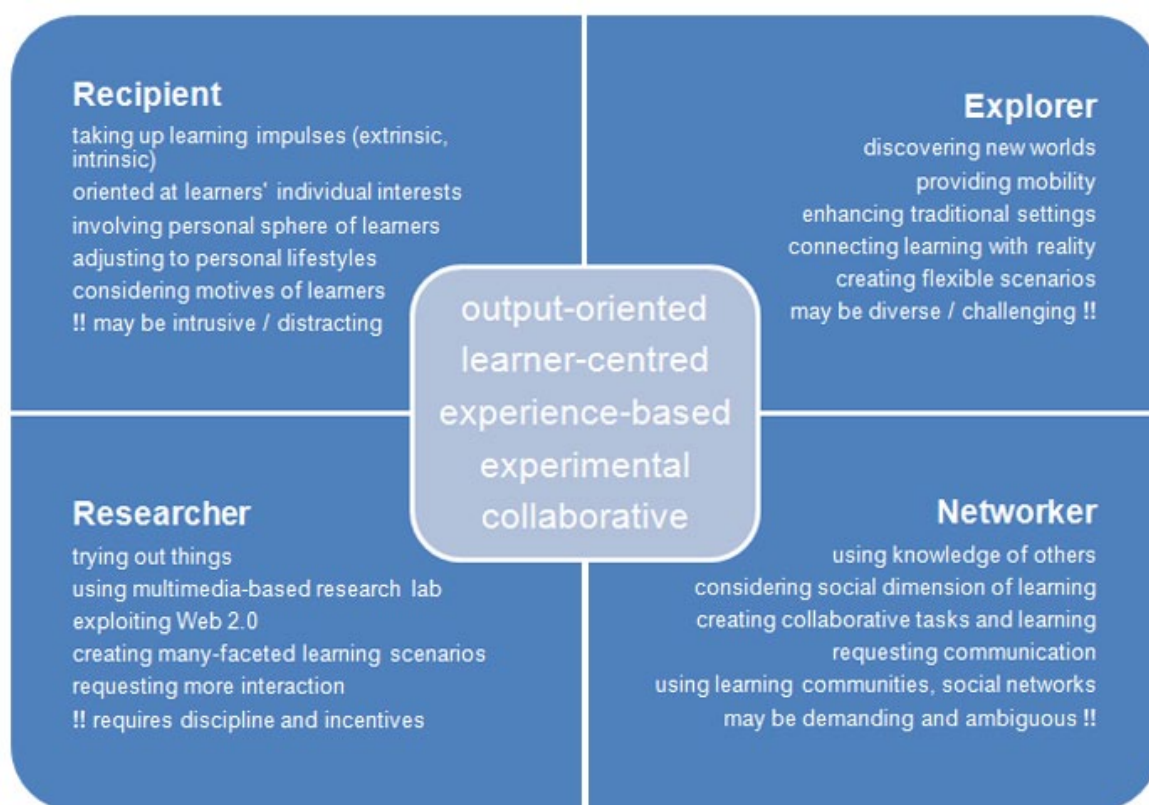 Recipient
taking up learning impulses (extrinsic,
intrinsic)
oriented at learners' individual interests
involving personal sphere of learners
adjusting to personal lifestyles
considering motives of learners
!! may be intrusive / distracting
Explorer
discovering new worlds
providing mobility
enhancing traditional settings
connecting learning with reality
creating flexible scenarios
may be diverse / challenging !!
output-oriented
learner-centred
experience-based
experimental
collaborative
Researcher
trying out things
using multimedia-based research lab
exploiting Web 2.0
creating many-faceted learning scenarios
requesting more interaction
!! requires discipline and incentives
Networker
using knowledge of others
considering social dimension of learning
creating collaborative tasks and learning
requesting communication
using learning communities, social networks
may be demanding and ambiguous !!